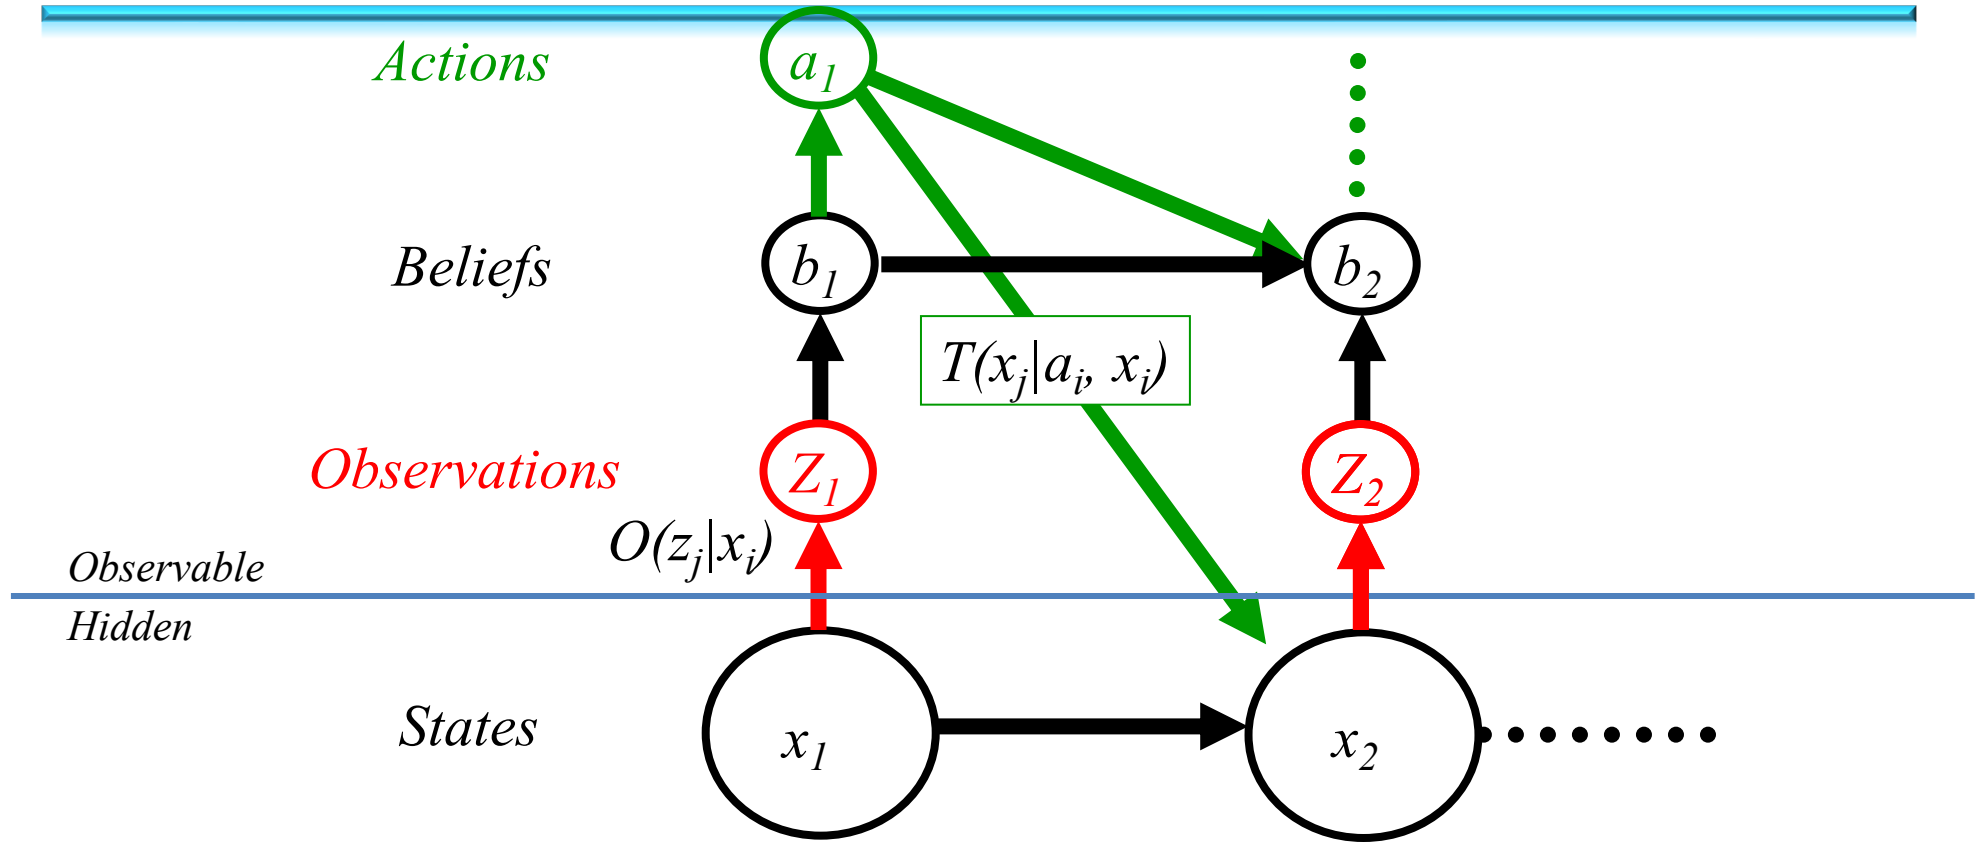 Actions
a1
Beliefs
b1
b2
T(xj|ai, xi)
Observations
Z1
Z2
O(zj|xi)
Observable
Hidden
States
x1
x2